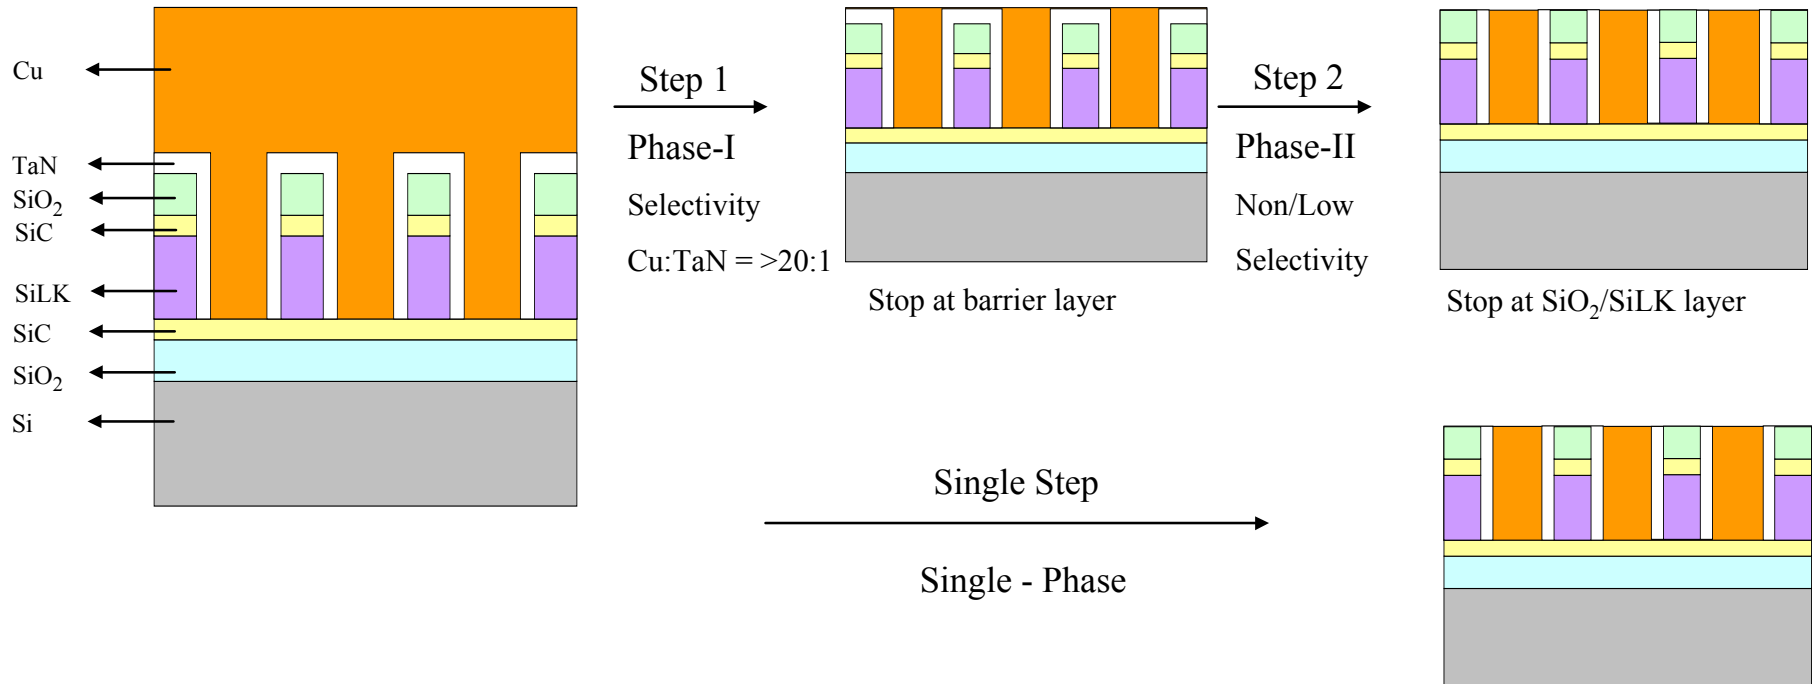 Cu
TaN
SiO2
SiC
SiLK
SiC
SiO2
Si
Step 1
Phase-I
Selectivity
Cu:TaN = >20:1
Stop at barrier layer
Step 2
Phase-II
Non/Low
Selectivity
Stop at SiO2/SiLK layer
Single Step
Single - Phase